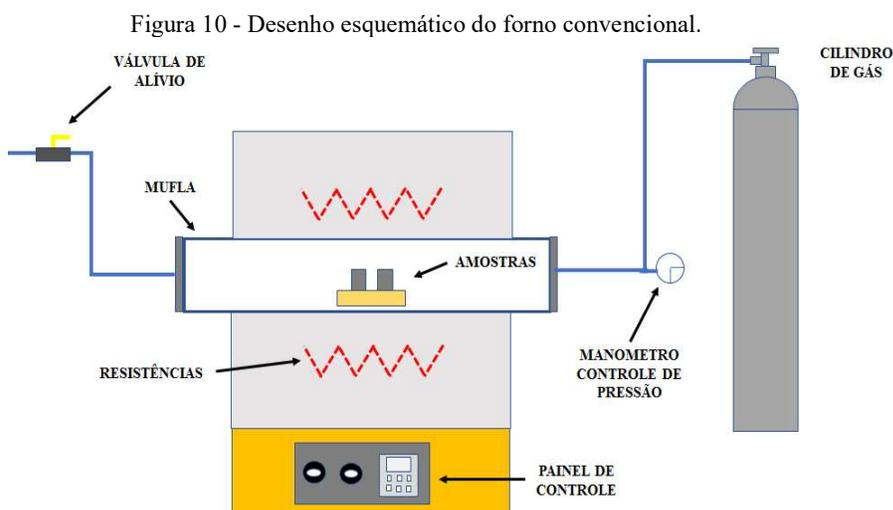 Figura 10 - Desenho esquemático do forno convencional.
VÁLVULA DE
ALÍVIO
CILINDRO
DE GÁS
MUFLA
AMOSTRAS
RESISTÊNCIAS
MANOMETRO
CONTROLE DE
PRESSÃO
PAINEL DE
CONTROLE